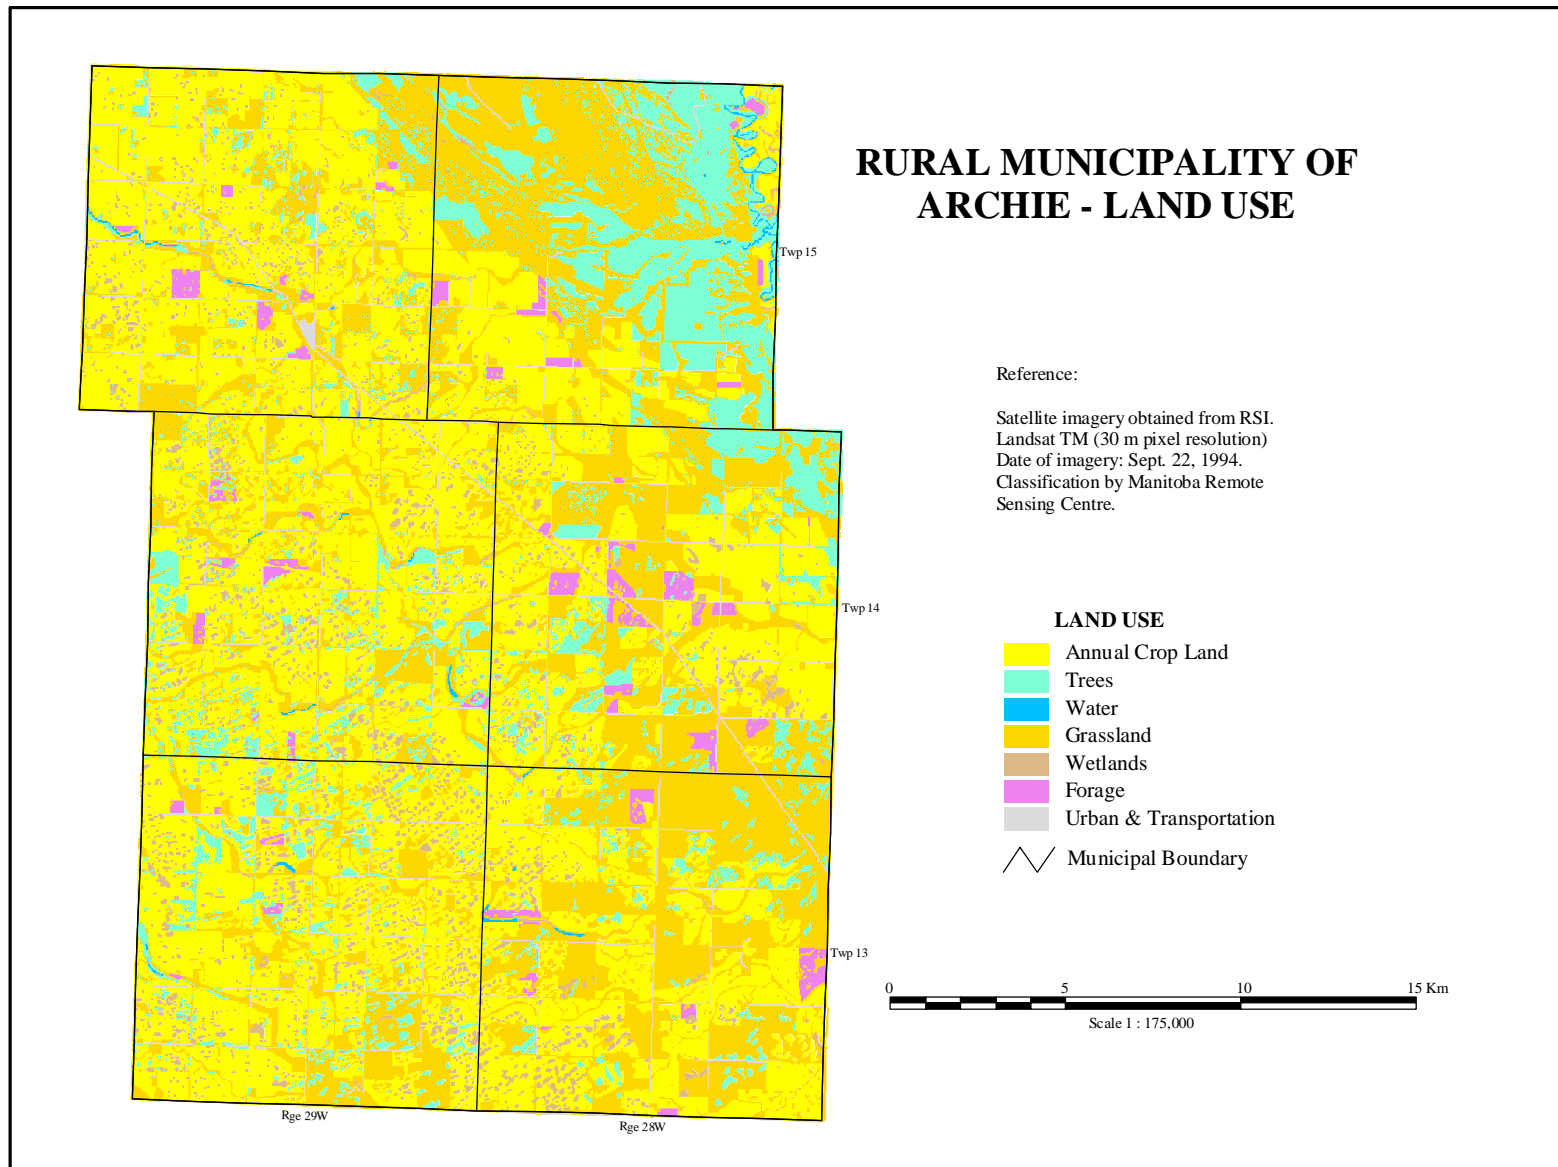 RURAL MUNICIPALITY OF
ARCHIE - LAND USE
Twp 15
Reference:
Satellite imagery obtained from RSI.
Landsat TM (30 m pixel resolution)
Date of imagery: Sept. 22, 1994.
Classification by Manitoba Remote
Sensing Centre.
Twp 14
LAND USE
Annual Crop Land
Trees
Water
Grassland
Wetlands
Forage
Urban & Transportation
Municipal Boundary
Twp 13
0 5 10 15 Km
Scale 1 : 175,000
Rge 29W
Rge 28W